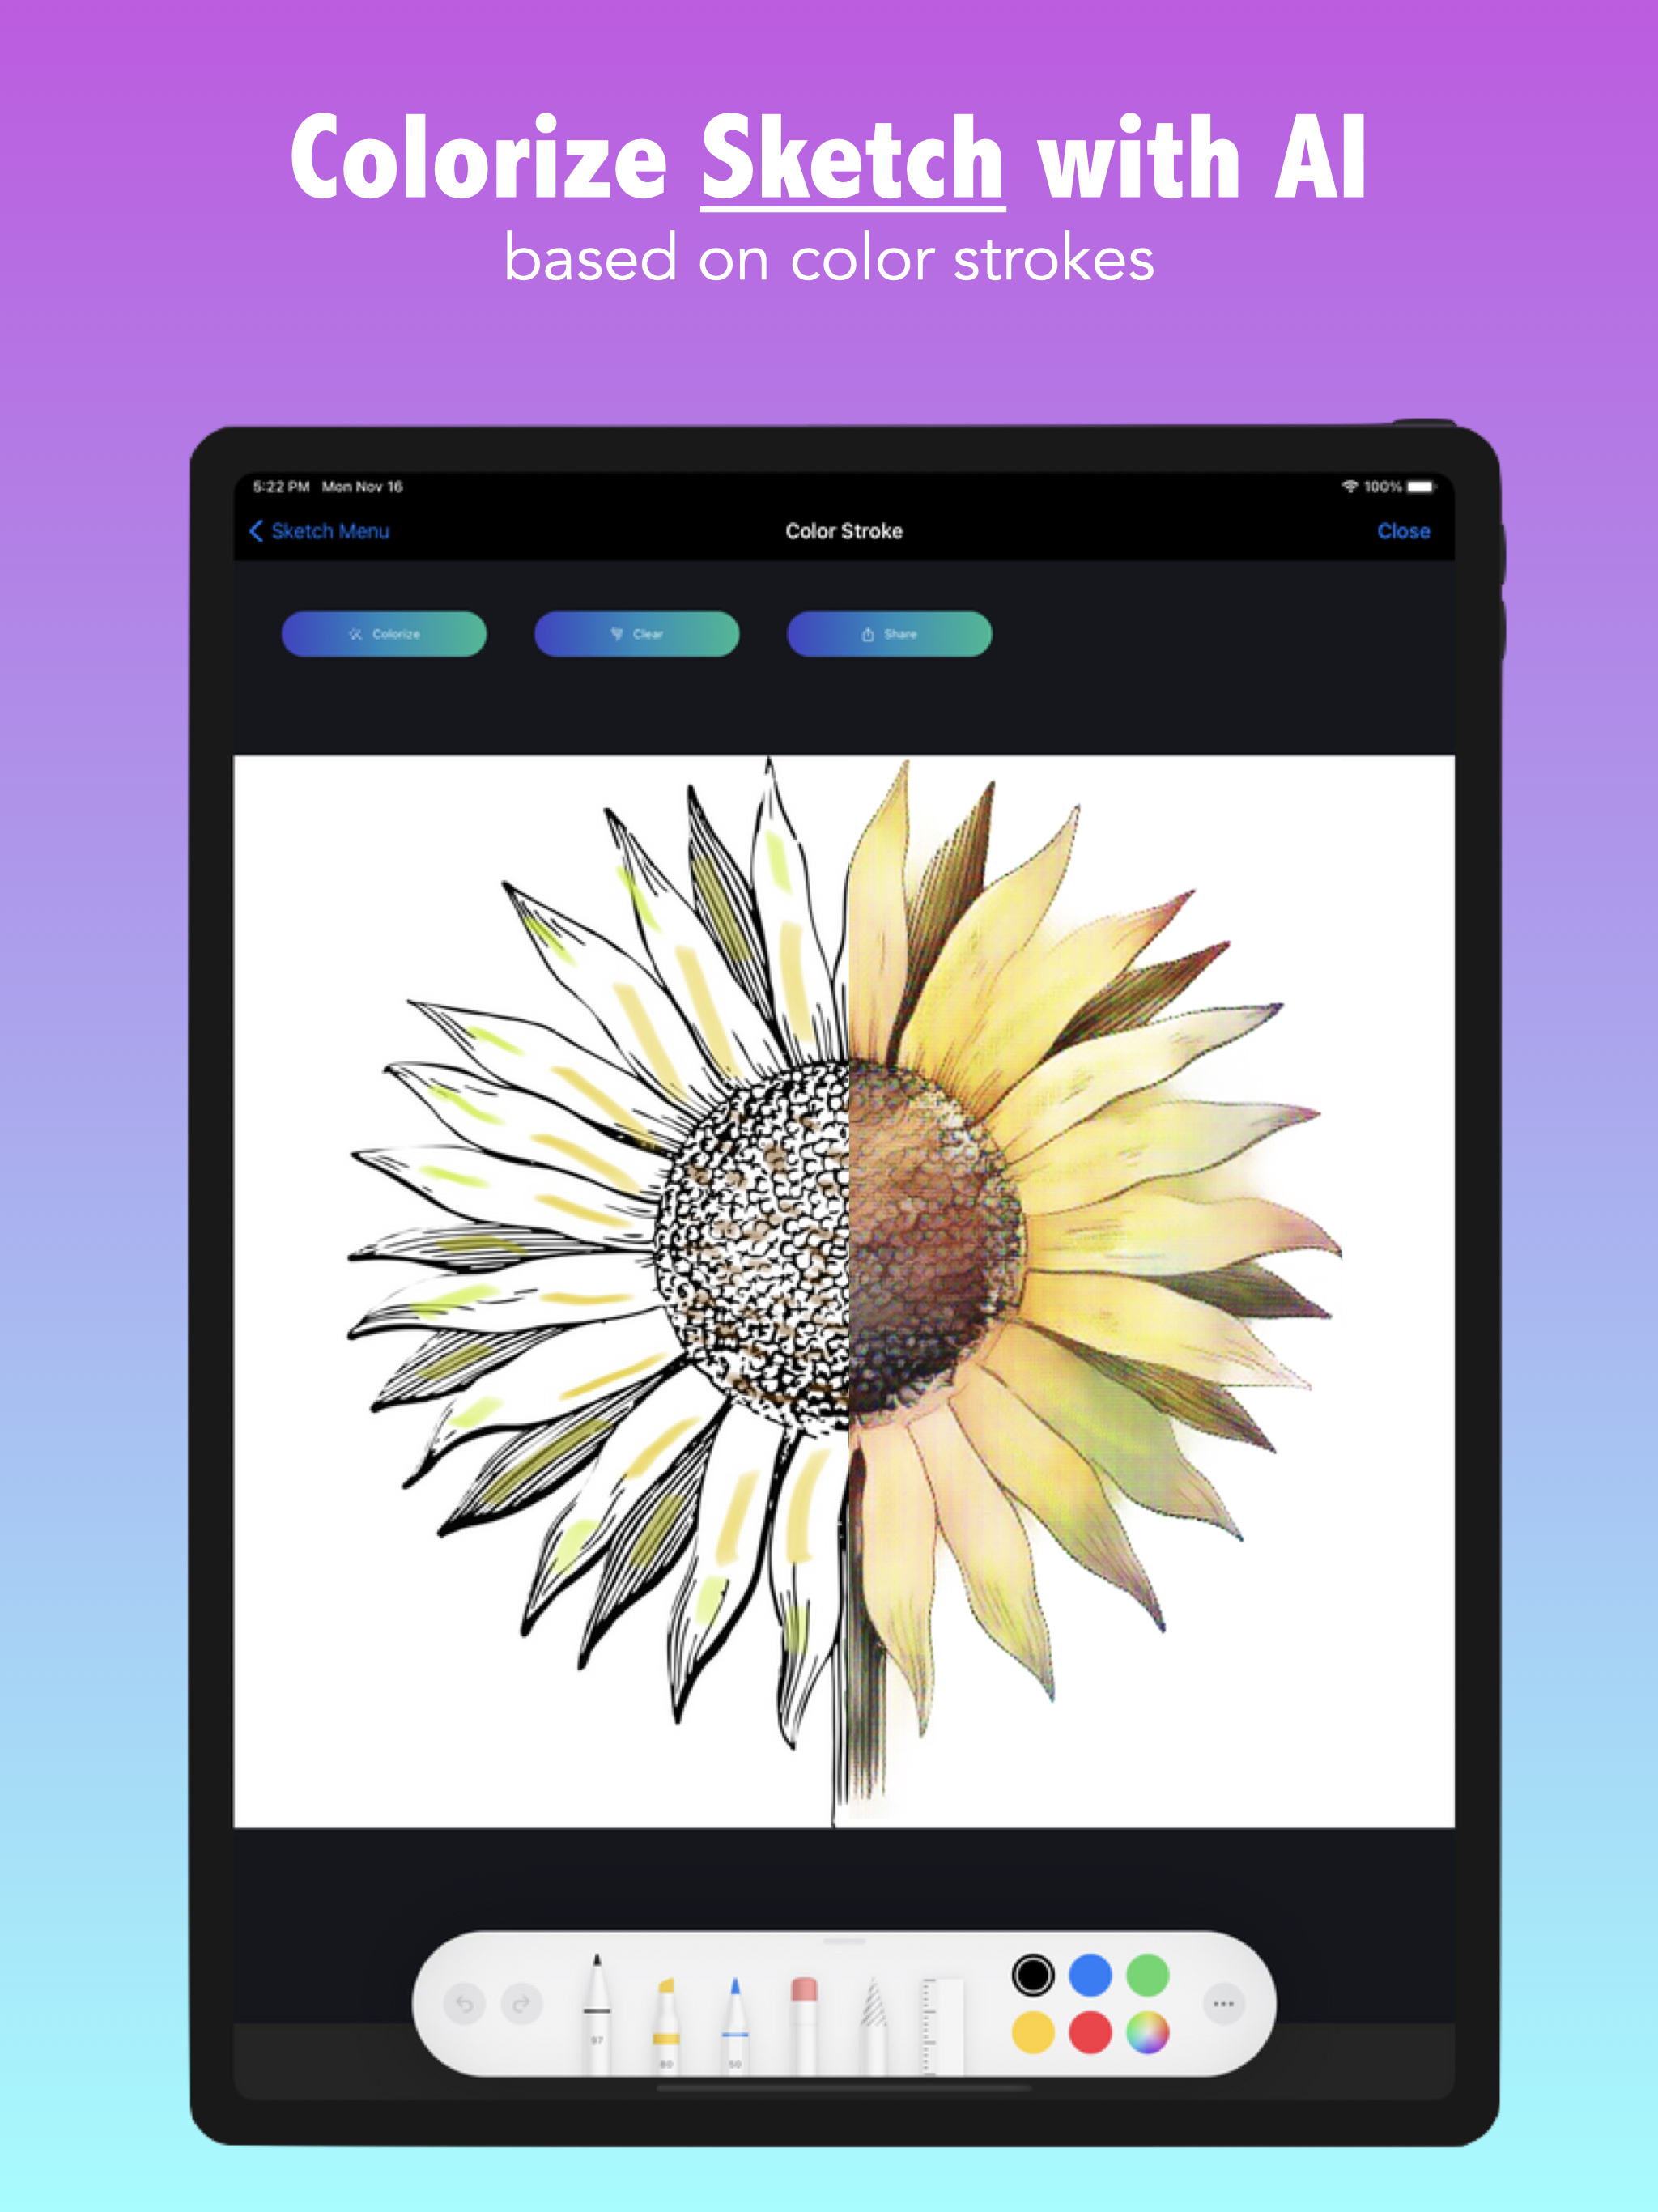 Colorize Sketch with AI
based on color strokes
5:22 PM Mon Nov 16
100%
Sketch Menu
Color Stroke
Close
Colorize
Clear
Share
97
80
50